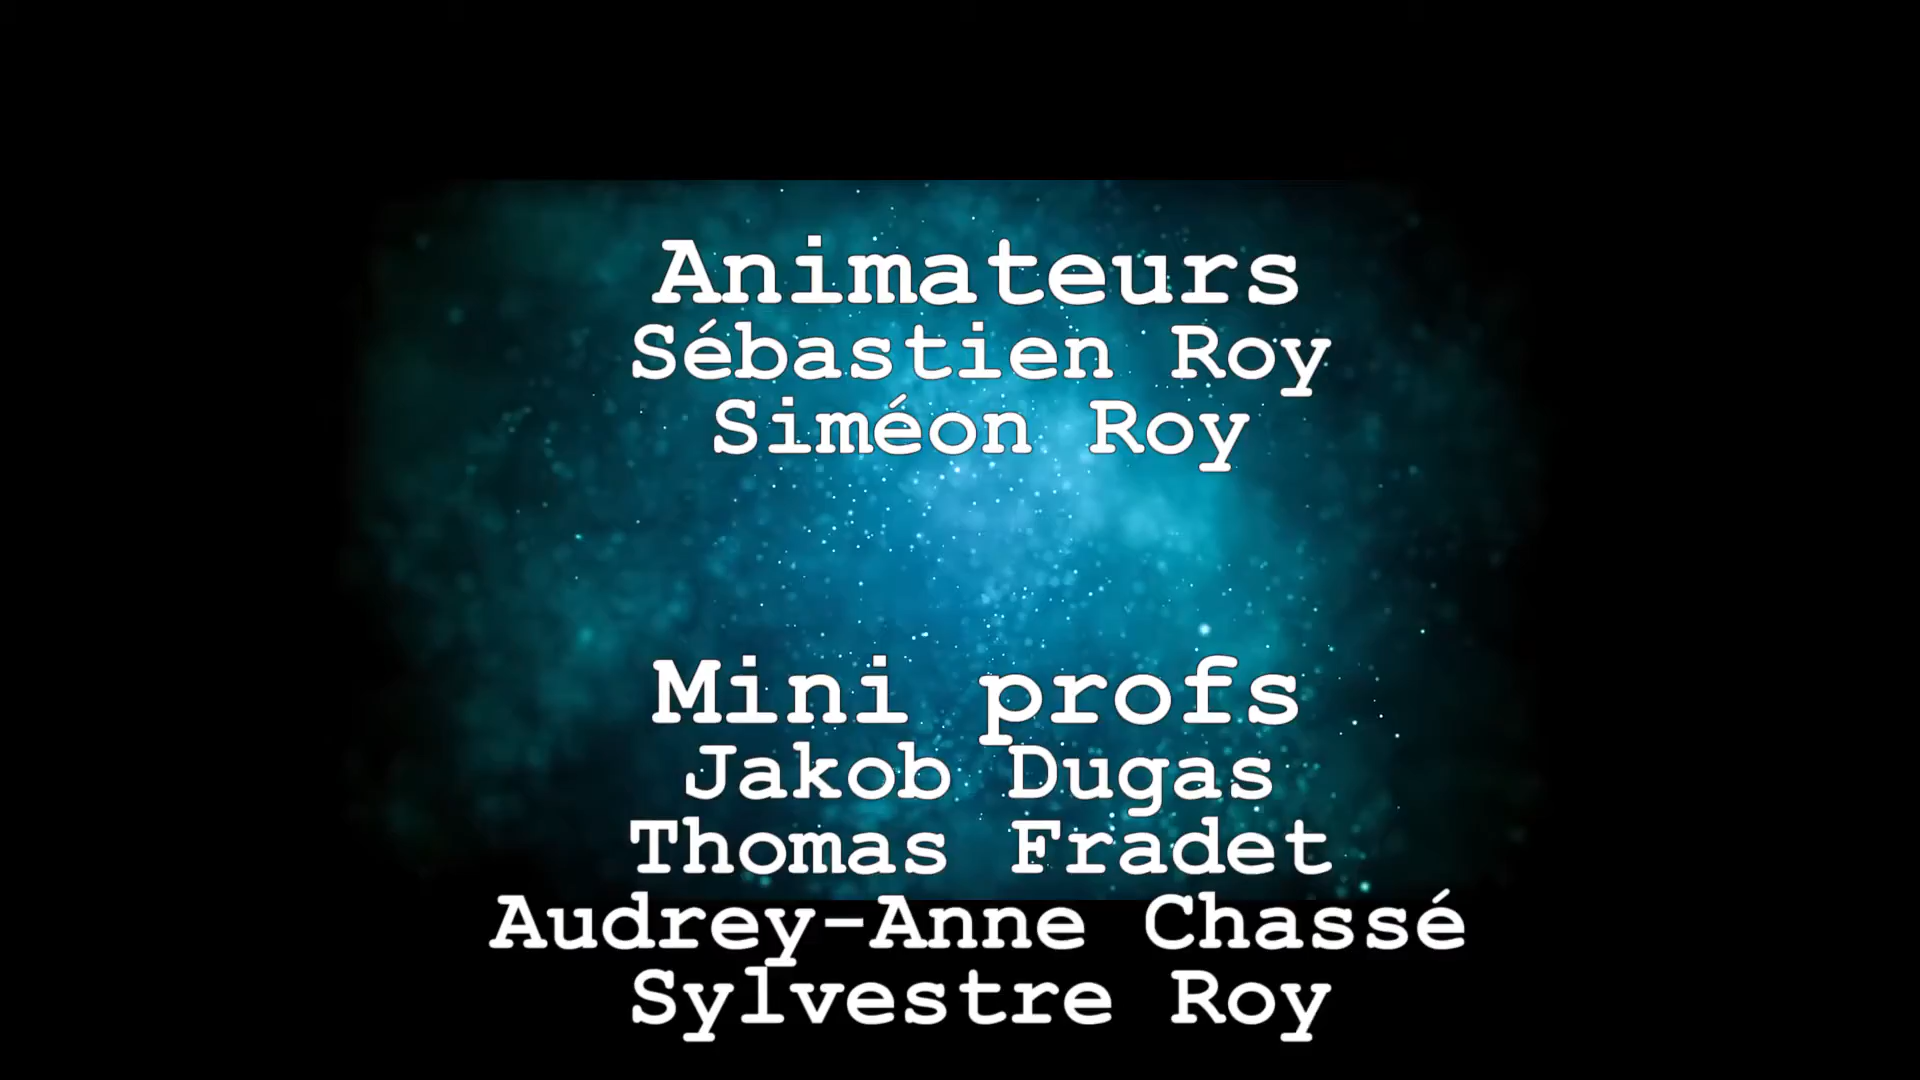 Animateurs
Sébastien Roy
Siméon Roy
Mini profs
Jakob Dugas
Thomas Fradet
Audrey-Anne Chassé
Sylvestre Roy